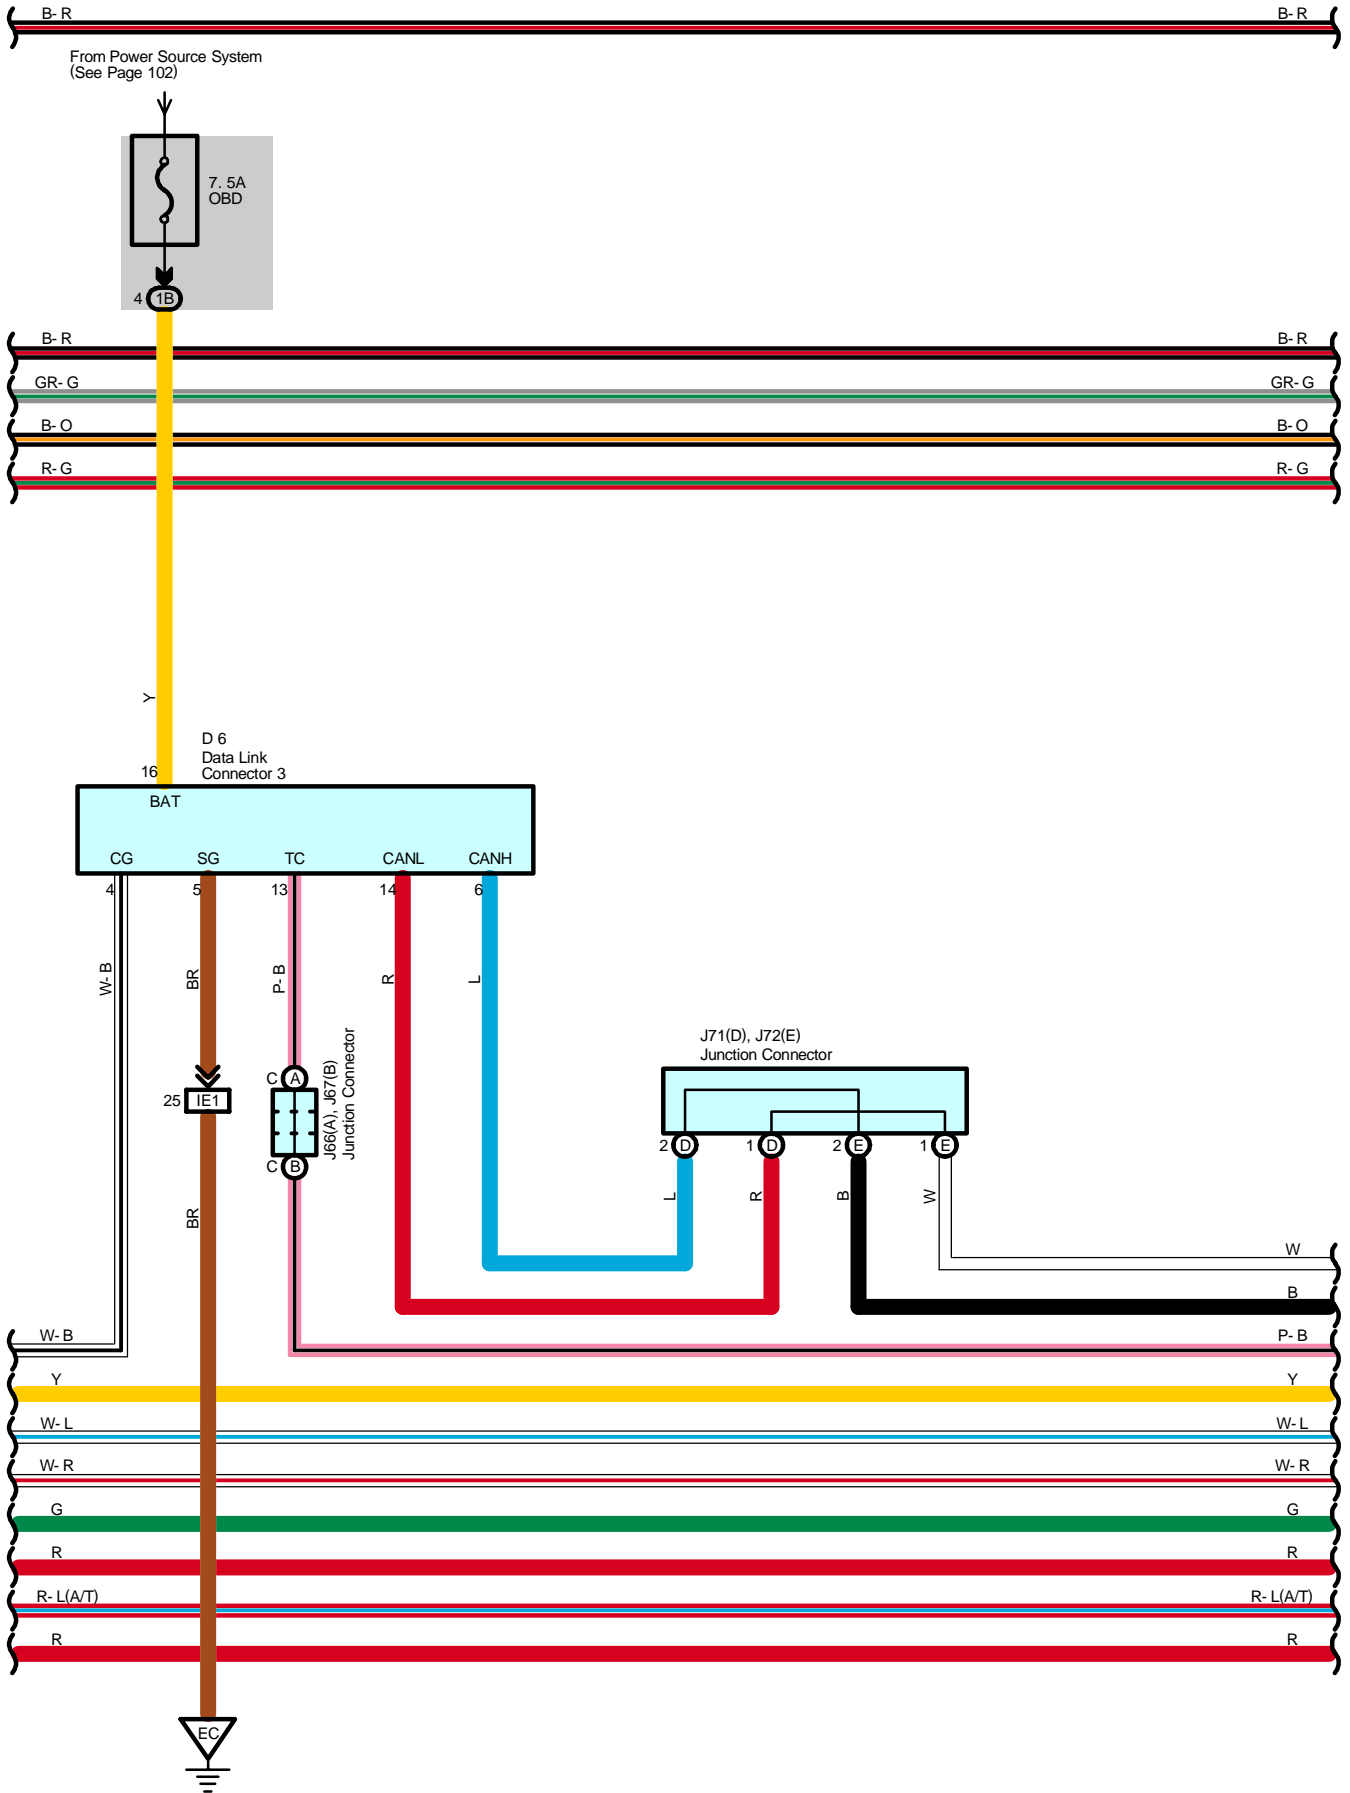 B-R B-R
From Power Source System
(See Page 102)
7. 5A
OBD
4 1B
B-R B-R
GR-G GR-G
B-O B-O
R-G R-G
Y
D 6
Data Link
Connector 3
16
BAT
CG SG TC CANL CANH
4 5 13 14 6
W-B BR P-B R L
J66(A), J67(B)
Junction Connector
J71(D), J72(E)
Junction Connector
C A
25 IE1
2 D 1 D 2 E 1 E
C B
BR L R B W
W
B
W-B P-B
Y Y
W-L W-L
W-R W-R
G G
R R
R-L(A/T) R-L(A/T)
R R
EC